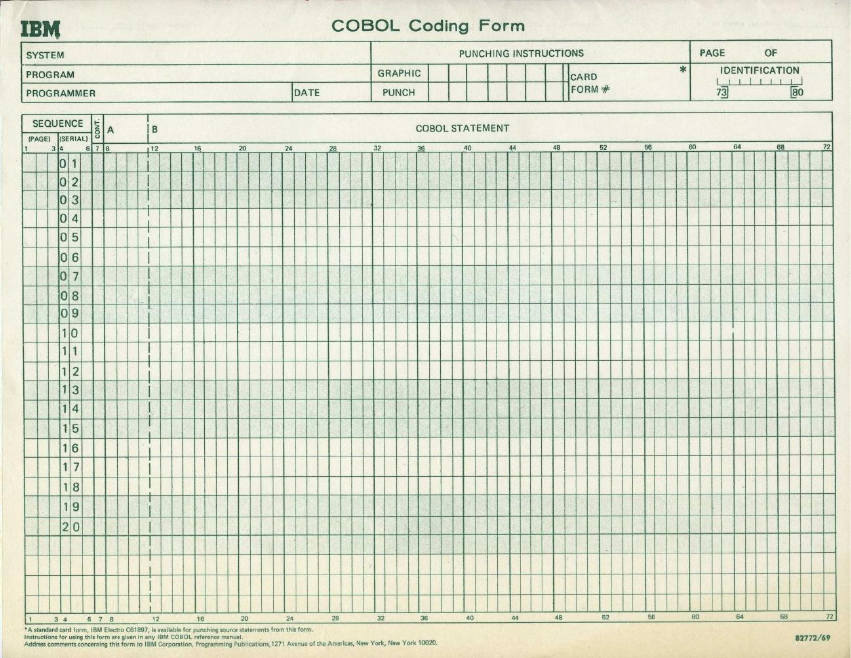 IBM
COBOL Coding Form
SYSTEM
PUNCHING INSTRUCTIONS
PAGE OF
PROGRAM
GRAPHIC
CARD
FORM #
*
IDENTIFICATION
73 80
PROGRAMMER
DATE
PUNCH
SEQUENCE
CONT.
A
B
COBOL STATEMENT
(PAGE) (SERIAL)
1 3 4 6 7 8 12 16 20 24 28 32 36 40 44 48 52 56 60 64 68 72
01
02
03
04
05
06
07
08
09
10
11
12
13
14
15
16
17
18
19
20
1 3 4 6 7 8 12 16 20 24 28 32 36 40 44 48 52 56 60 64 68 72
*A standard card form, IBM Electro C61897, is available for punching source statements from this form.
Instructions for using this form are given in any IBM COBOL reference manual.
Address comments concerning this form to IBM Corporation, Programming Publications, 1271 Avenue of the Americas, New York, New York 10020.
82772/69